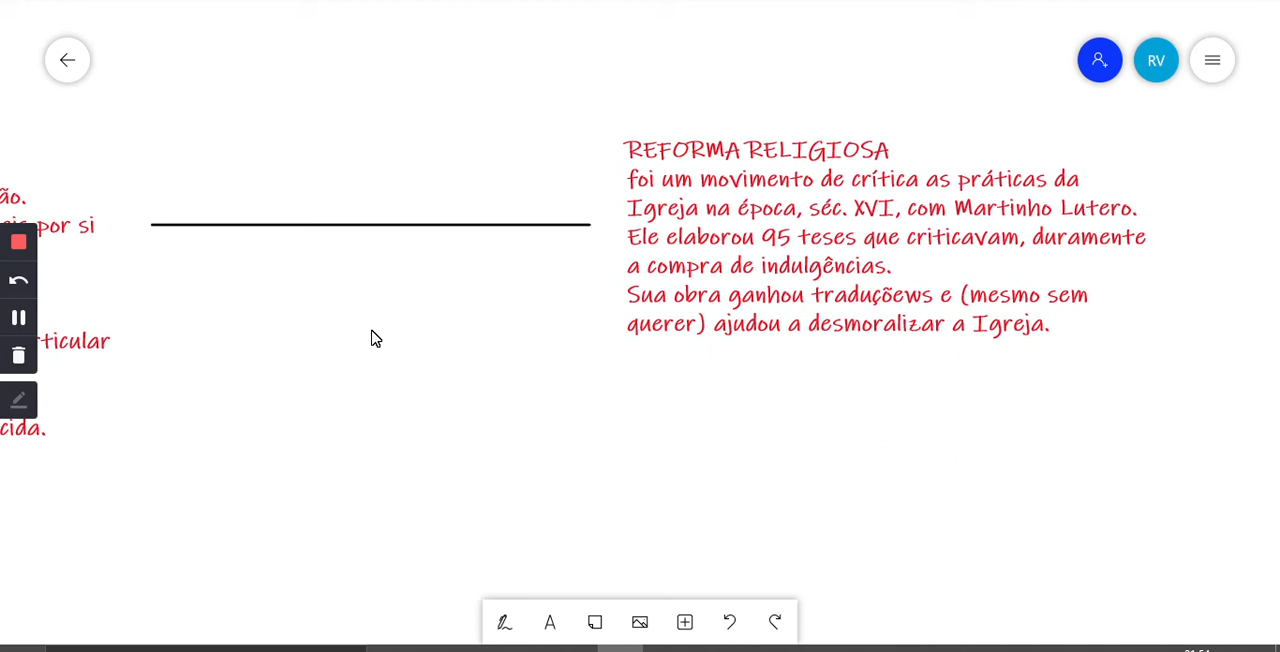 RV
REFORMA RELIGIOSA
foi um movimento de crítica as práticas da
Igreja na época, séc. XVI, com Martinho Lutero.
Ele elaborou 95 teses que criticavam, duramente
a compra de indulgências.
Sua obra ganhou traduçõews e (mesmo sem
querer) ajudou a desmoralizar a Igreja.
ão.
por si
rticular
cida.
A